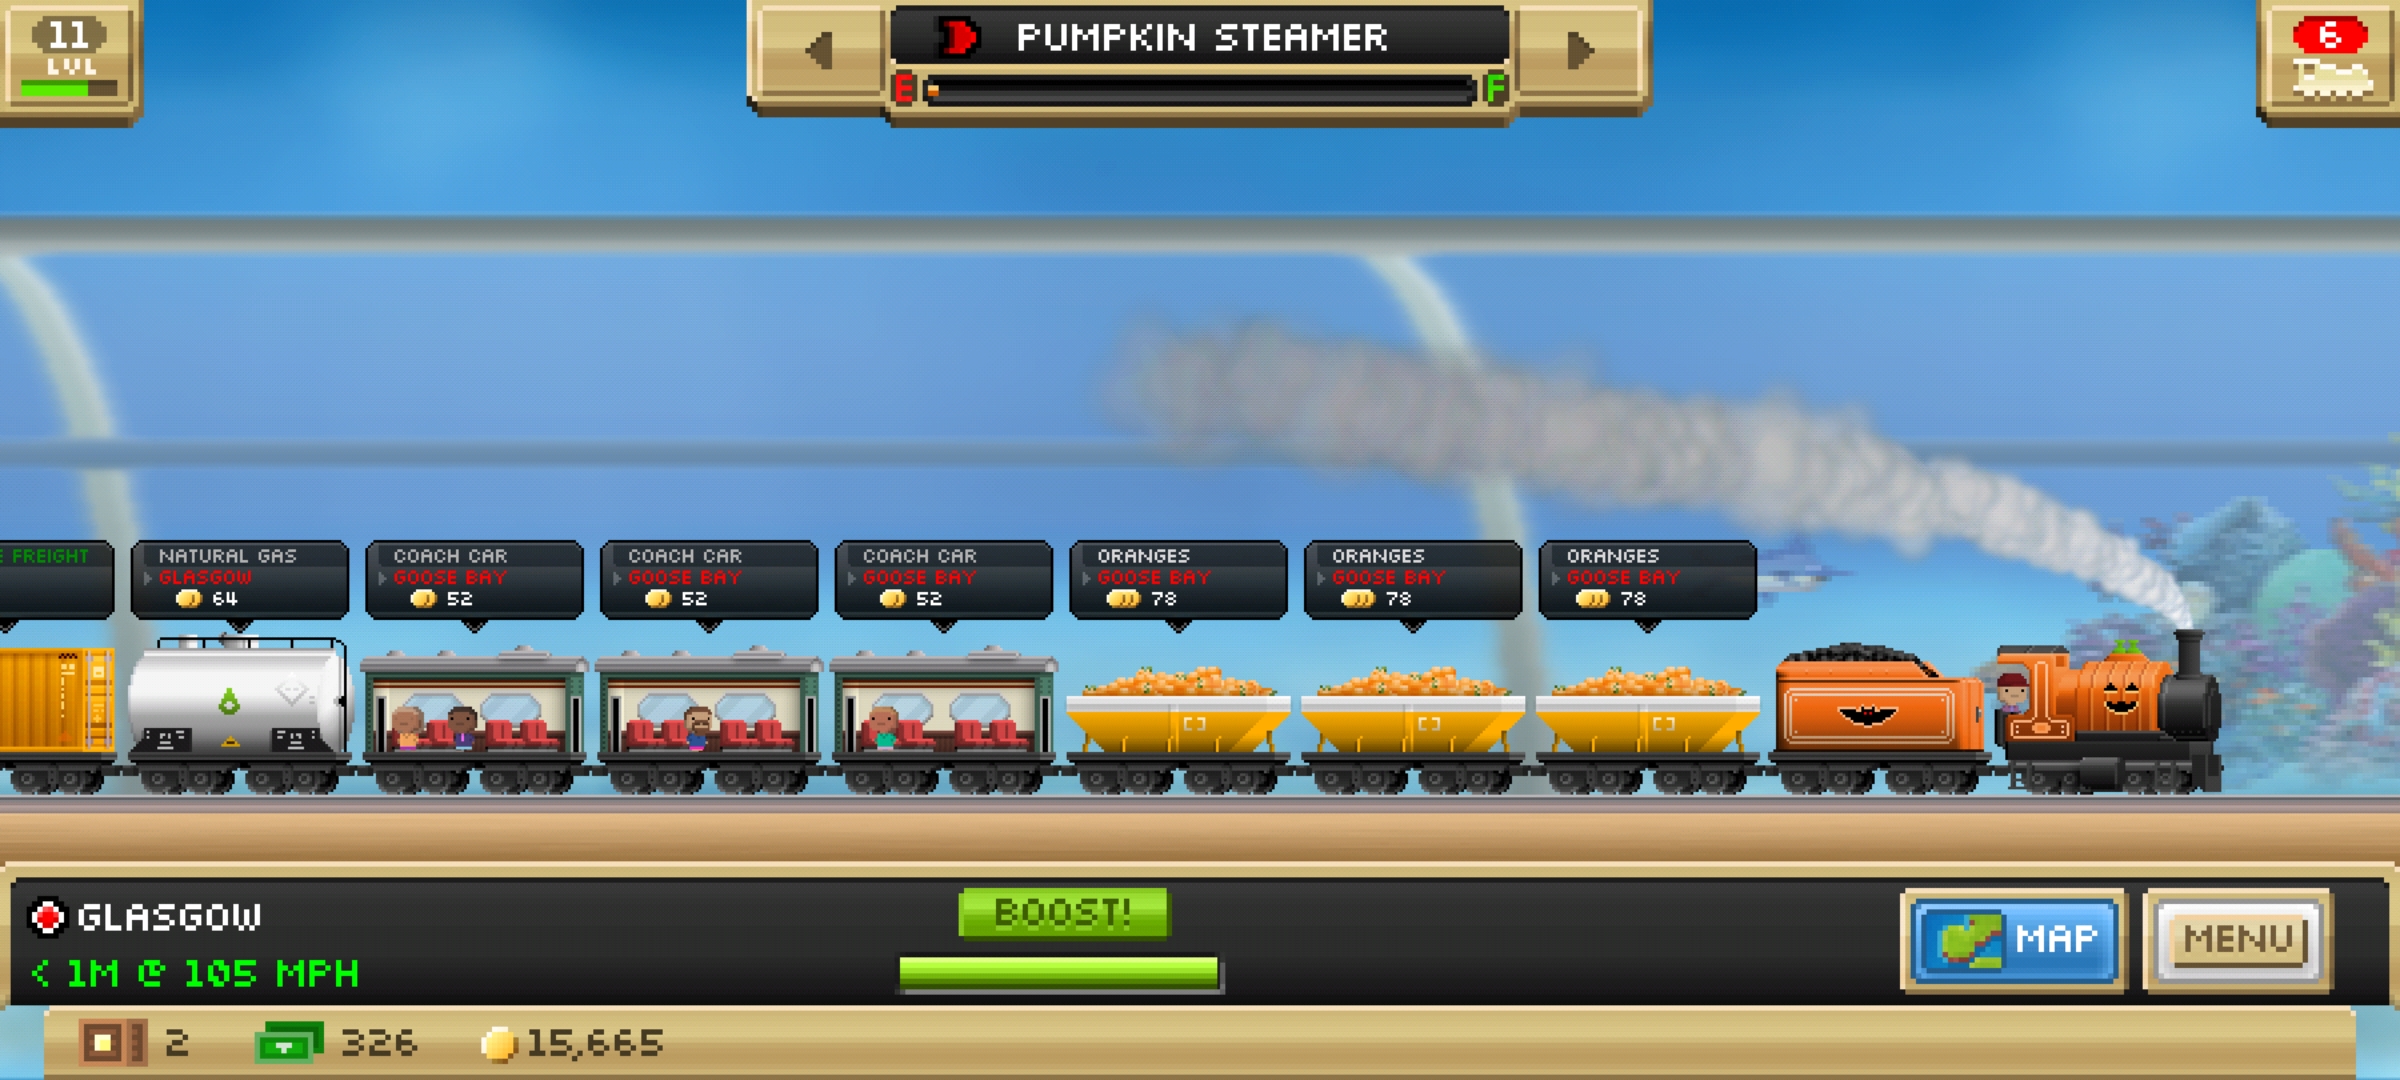 11
LVL
PUMPKIN STEAMER
E F
6
FREIGHT
NATURAL GAS
GLASGOW
64
COACH CAR
GOOSE BAY
52
COACH CAR
GOOSE BAY
52
COACH CAR
GOOSE BAY
52
ORANGES
GOOSE BAY
78
ORANGES
GOOSE BAY
78
ORANGES
GOOSE BAY
78
GLASGOW
< 1M @ 105 MPH
BOOST!
MAP
MENU
2
326
15,665